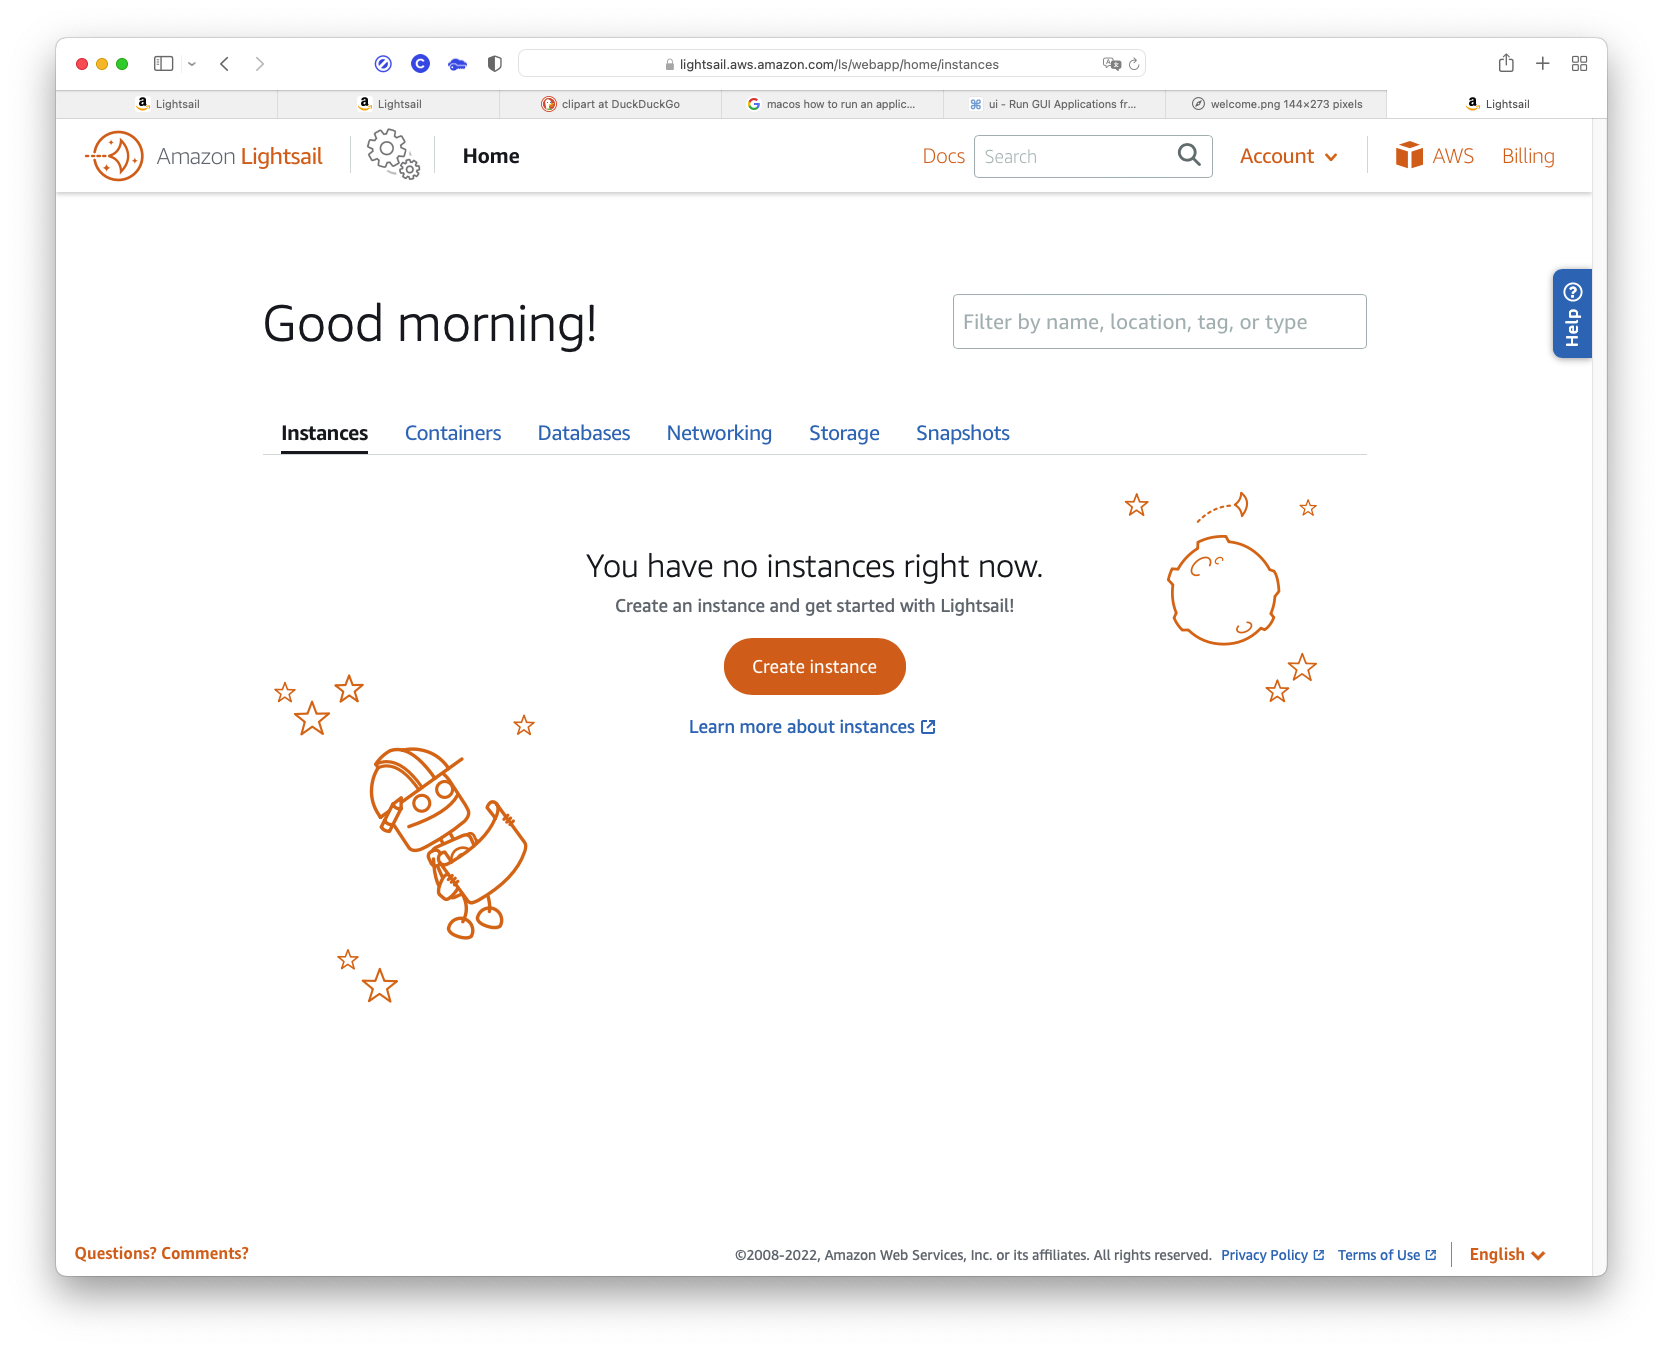 lightsail.aws.amazon.com/ls/webapp/home/instances
Lightsail
Lightsail
clipart at DuckDuckGo
macos how to run an applic...
ui - Run GUI Applications fr...
welcome.png 144×273 pixels
Lightsail
Amazon Lightsail
Home
Docs
Search
Account
AWS
Billing
Help
Good morning!
Filter by name, location, tag, or type
Instances
Containers
Databases
Networking
Storage
Snapshots
You have no instances right now.
Create an instance and get started with Lightsail!
Create instance
Learn more about instances
Questions? Comments?
©2008-2022, Amazon Web Services, Inc. or its affiliates. All rights reserved.
Privacy Policy
Terms of Use
English